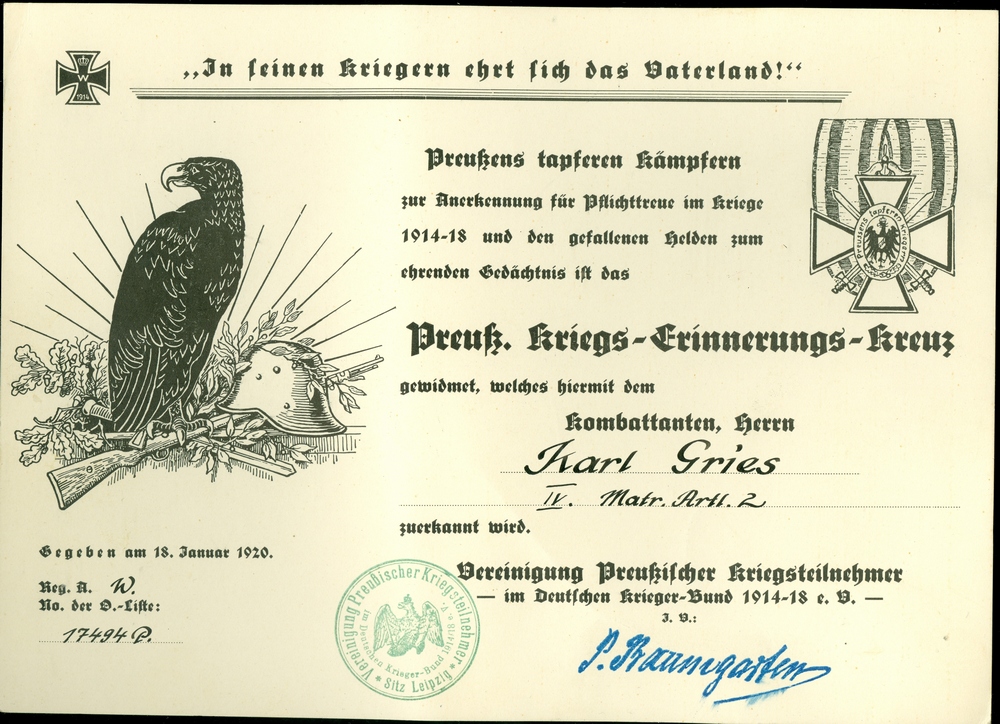 W
1914
„In seinen Kriegern ehrt sich das Vaterland!“
Preußens tapferen Kämpfern
zur Anerkennung für Pflichttreue im Kriege
1914-18 und den gefallenen Helden zum
ehrenden Gedächtnis ist das
Preußens tapferen Kriegern
Preuß. Kriegs-Erinnerungs-Kreuz
gewidmet, welches hiermit dem
Kombattanten, Herrn
Karl Gries
IV. Matr. Artl. 2
zuerkannt wird.
Gegeben am 18. Januar 1920.
Reg. A. W.
No. der O.-Liste:
17494 P.
Vereinigung Preußischer Kriegsteilnehmer
— im Deutschen Krieger-Bund 1914-18 e. V. —
J. V.:
P. Baumgarten
Vereinigung Preußischer Kriegsteilnehmer
im Deutschen Krieger-Bund 1914/18 e. V.
* Sitz Leipzig *